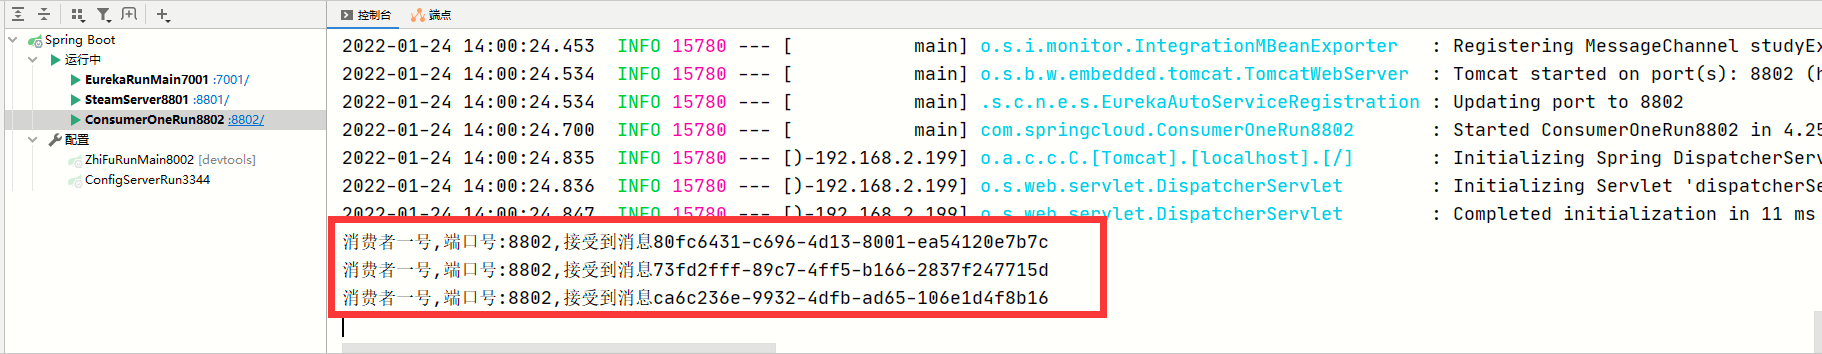 控制台 端点
Spring Boot
运行中
EurekaRunMain7001 :7001/
SteamServer8801 :8801/
ConsumerOneRun8802 :8802/
配置
ZhiFuRunMain8002 [devtools]
ConfigServerRun3344
2022-01-24 14:00:24.453 INFO 15780 --- [ main] o.s.i.monitor.IntegrationMBeanExporter : Registering MessageChannel studyEx
2022-01-24 14:00:24.534 INFO 15780 --- [ main] o.s.b.w.embedded.tomcat.TomcatWebServer : Tomcat started on port(s): 8802 (h
2022-01-24 14:00:24.534 INFO 15780 --- [ main] .s.c.n.e.s.EurekaAutoServiceRegistration : Updating port to 8802
2022-01-24 14:00:24.700 INFO 15780 --- [ main] com.springcloud.ConsumerOneRun8802 : Started ConsumerOneRun8802 in 4.25
2022-01-24 14:00:24.835 INFO 15780 --- [)-192.168.2.199] o.a.c.c.C.[Tomcat].[localhost].[/] : Initializing Spring DispatcherServ
2022-01-24 14:00:24.836 INFO 15780 --- [)-192.168.2.199] o.s.web.servlet.DispatcherServlet : Initializing Servlet 'dispatcherSe
2022-01-24 14:00:24.847 INFO 15780 --- [)-192.168.2.199] o.s.web.servlet.DispatcherServlet : Completed initialization in 11 ms
消费者一号,端口号:8802,接受到消息80fc6431-c696-4d13-8001-ea54120e7b7c
消费者一号,端口号:8802,接受到消息73fd2fff-89c7-4ff5-b166-2837f247715d
消费者一号,端口号:8802,接受到消息ca6c236e-9932-4dfb-ad65-106e1d4f8b16